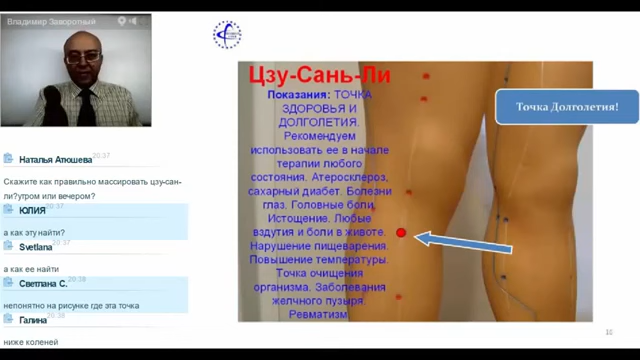 Владимир Заворотный
Цзу-Сань-Ли
Показания: ТОЧКА
ЗДОРОВЬЯ И
ДОЛГОЛЕТИЯ.
Рекомендуем
использовать ее в начале
терапии любого
состояния. Атеросклероз,
сахарный диабет. Болезни
глаз. Головные боли,
Истощение. Любые
вздутия и боли в животе.
Нарушение пищеварения.
Повышение температуры.
Точка очищения
организма. Заболевания
желчного пузыря.
Ревматизм
Точка Долголетия!
Наталья Атюшева 20:37
Скажите как правильно массировать цзу-сан-
ли?утром или вечером?
ЮЛИЯ 20:37
а как эту найти?
Svetlana 20:37
а как ее найти
Светлана С. 20:38
непонятно на рисунке где эта точка
Галина 20:38
ниже коленей
10